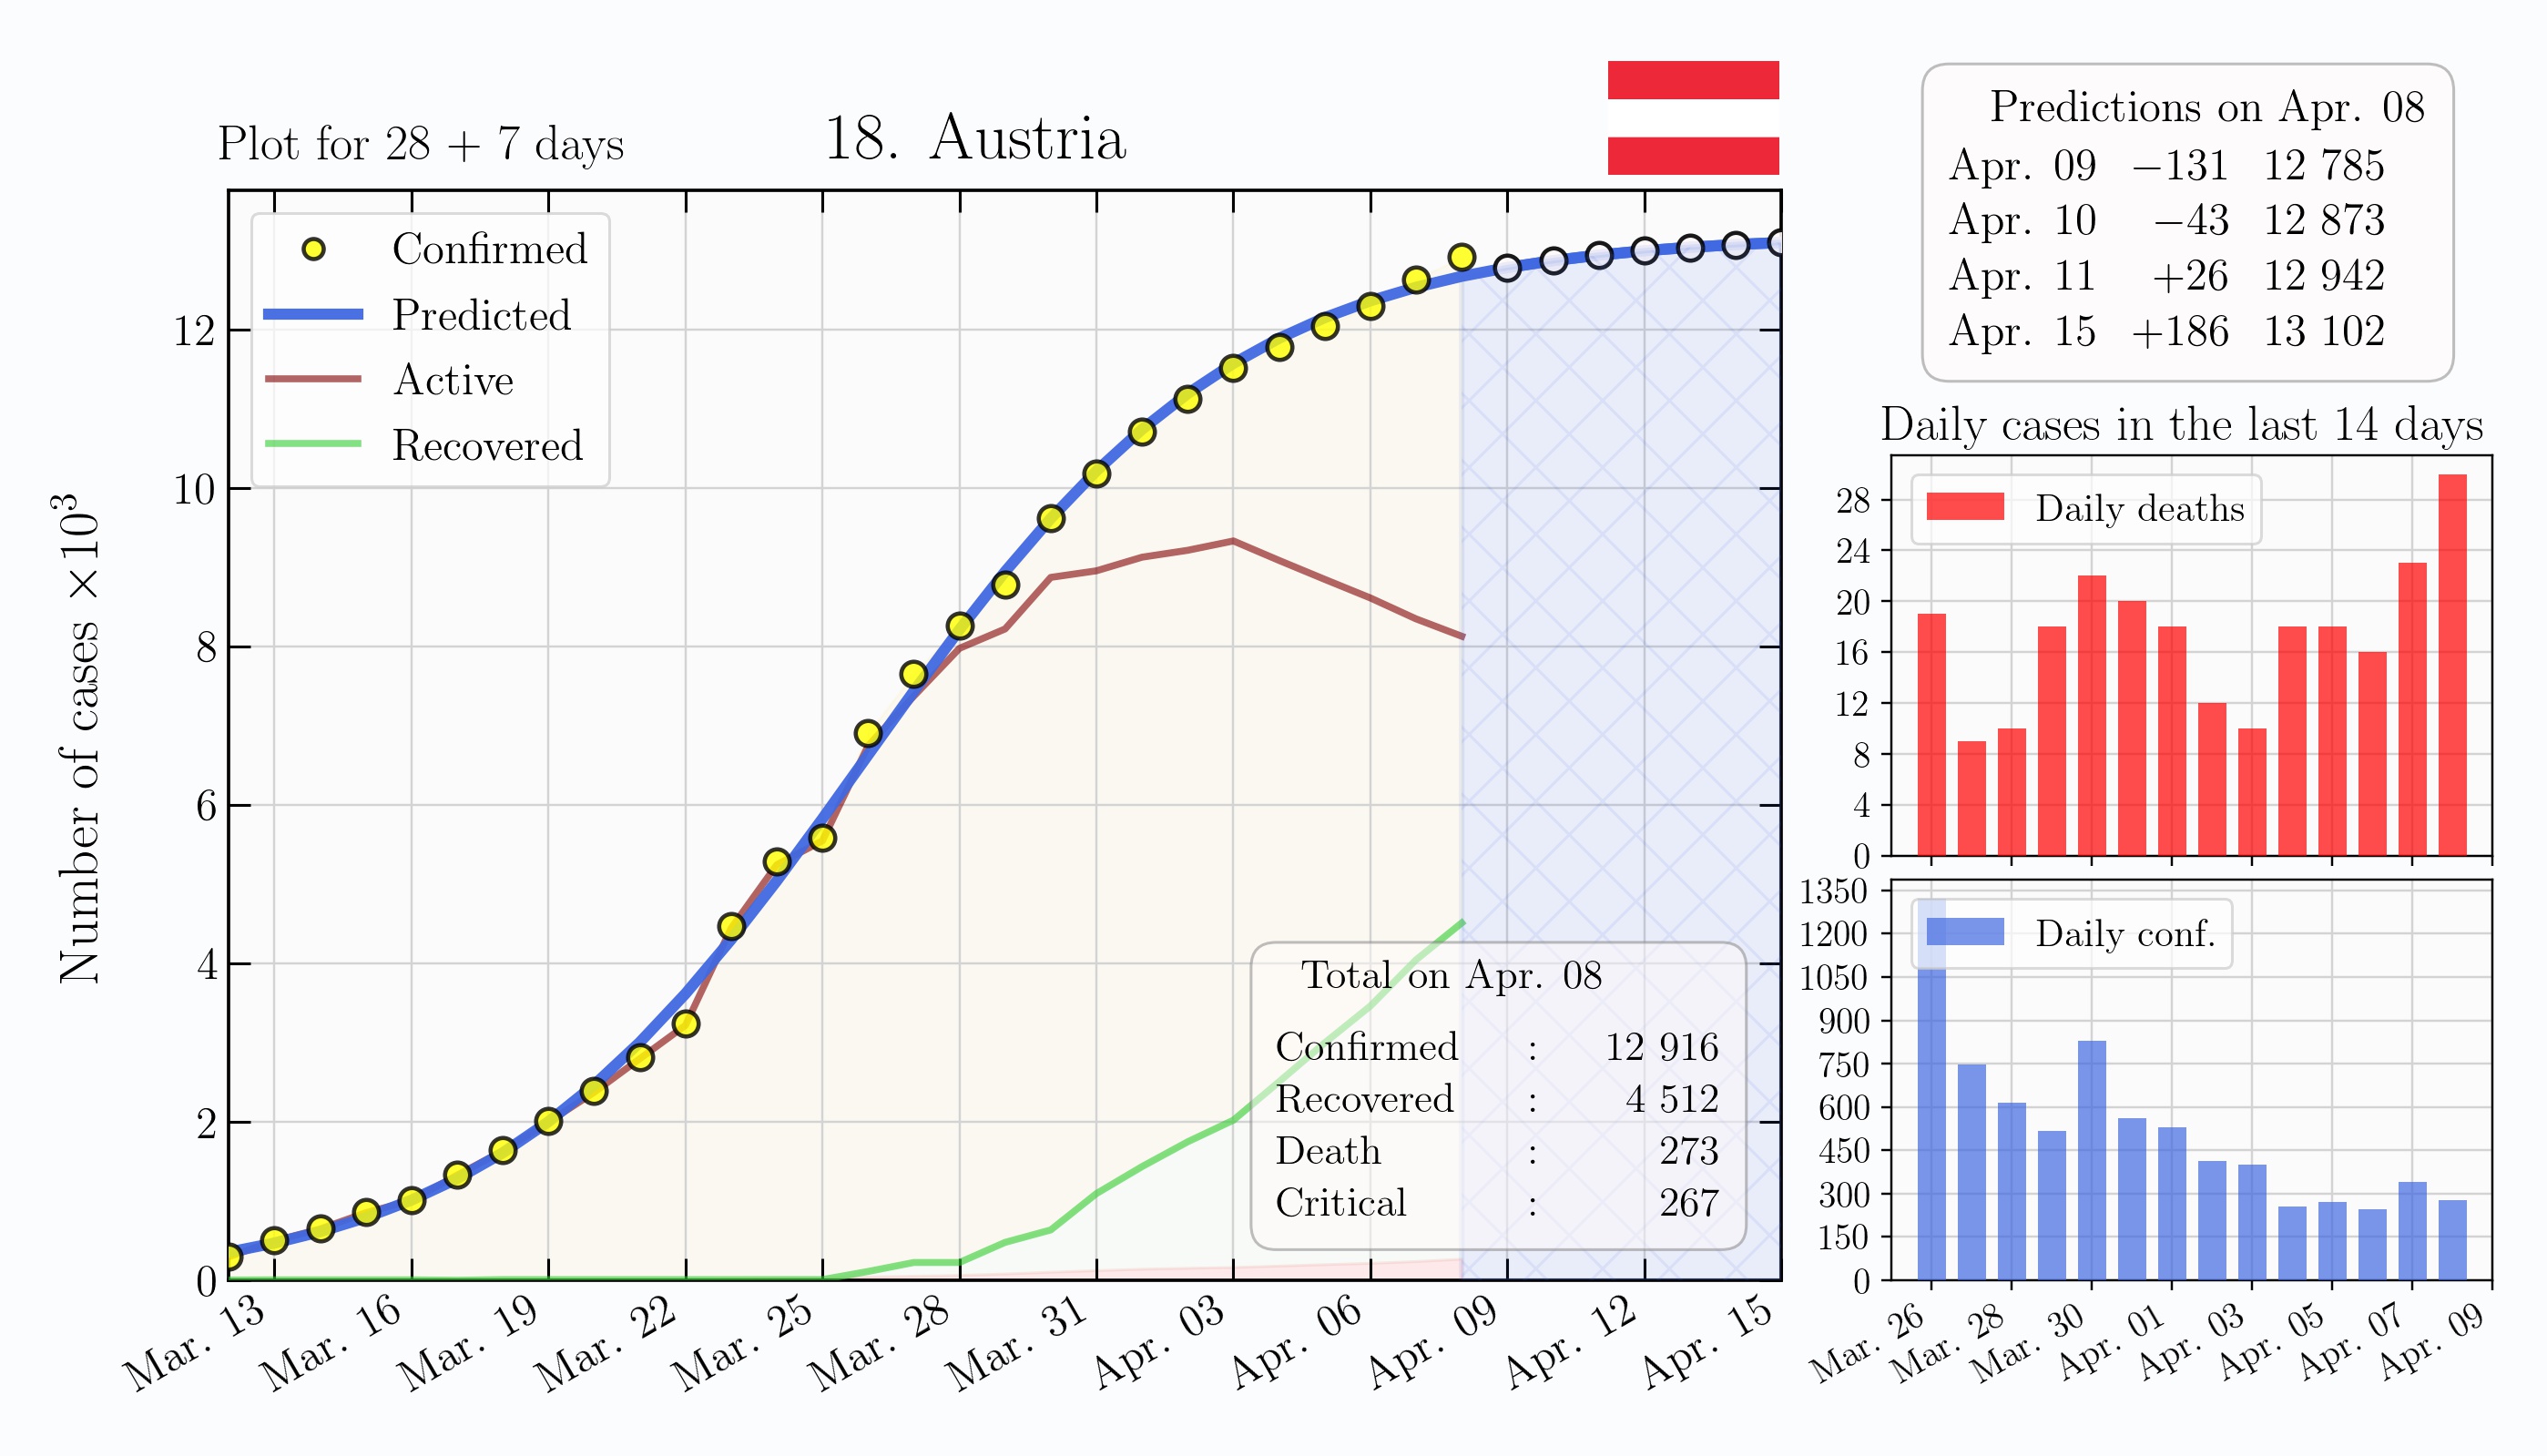 Plot for 28 + 7 days
18. Austria
Number of cases ×10³
12
10
8
6
4
2
0
Confirmed
Predicted
Active
Recovered
Total on Apr. 08
Confirmed : 12 916
Recovered : 4 512
Death : 273
Critical : 267
Mar. 13
Mar. 16
Mar. 19
Mar. 22
Mar. 25
Mar. 28
Mar. 31
Apr. 03
Apr. 06
Apr. 09
Apr. 12
Apr. 15
Predictions on Apr. 08
Apr. 09 −131 12 785
Apr. 10 −43 12 873
Apr. 11 +26 12 942
Apr. 15 +186 13 102
Daily cases in the last 14 days
Daily deaths
28
24
20
16
12
8
4
0
Daily conf.
1350
1200
1050
900
750
600
450
300
150
0
Mar. 26
Mar. 28
Mar. 30
Apr. 01
Apr. 03
Apr. 05
Apr. 07
Apr. 09